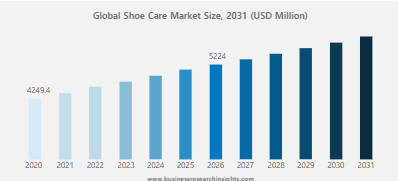 Global Shoe Care Market Size, 2031 (USD Million)
5224
4249.4
2020 2021 2022 2023 2024 2025 2026 2027 2028 2029 2030 2031
www.businessresearchinsights.com